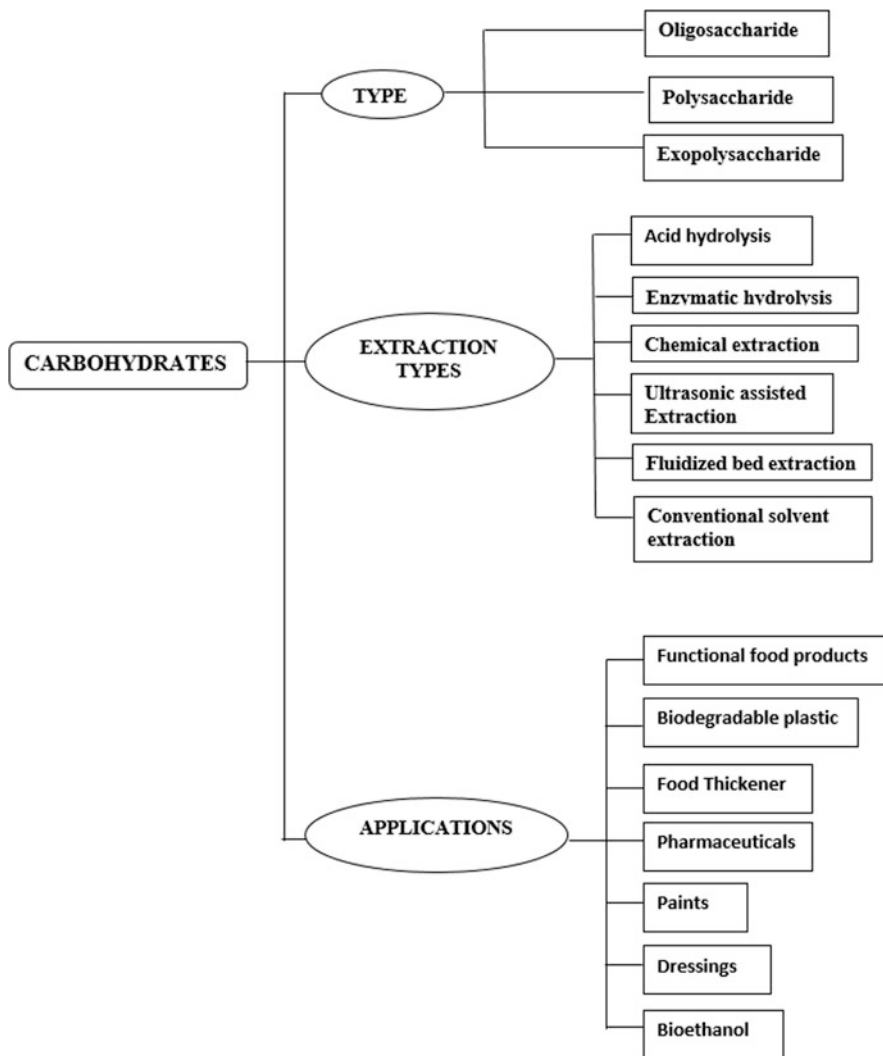 Oligosaccharide
TYPE
Polysaccharide
Exopolysaccharide
Acid hydrolysis
Enzymatic hydrolysis
CARBOHYDRATES
EXTRACTION
TYPES
Chemical extraction
Ultrasonic assisted
Extraction
Fluidized bed extraction
Conventional solvent
extraction
Functional food products
Biodegradable plastic
Food Thickener
APPLICATIONS
Pharmaceuticals
Paints
Dressings
Bioethanol